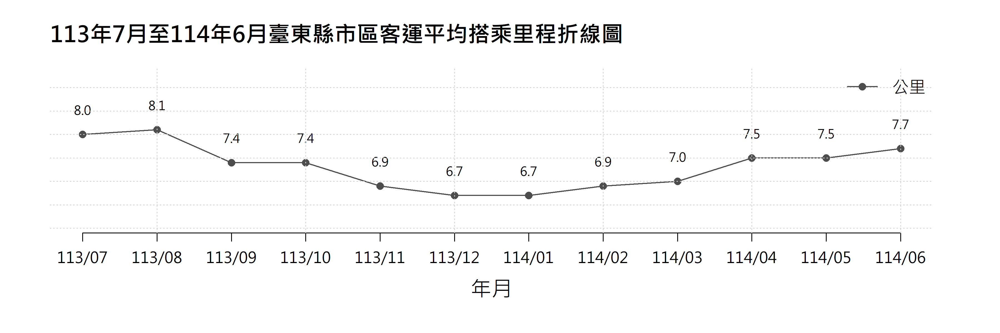 113年7月至114年6月臺東縣市區客運平均搭乘里程折線圖
公里
8.0 8.1 7.4 7.4 6.9 6.7 6.7 6.9 7.0 7.5 7.5 7.7
113/07 113/08 113/09 113/10 113/11 113/12 114/01 114/02 114/03 114/04 114/05 114/06
年月